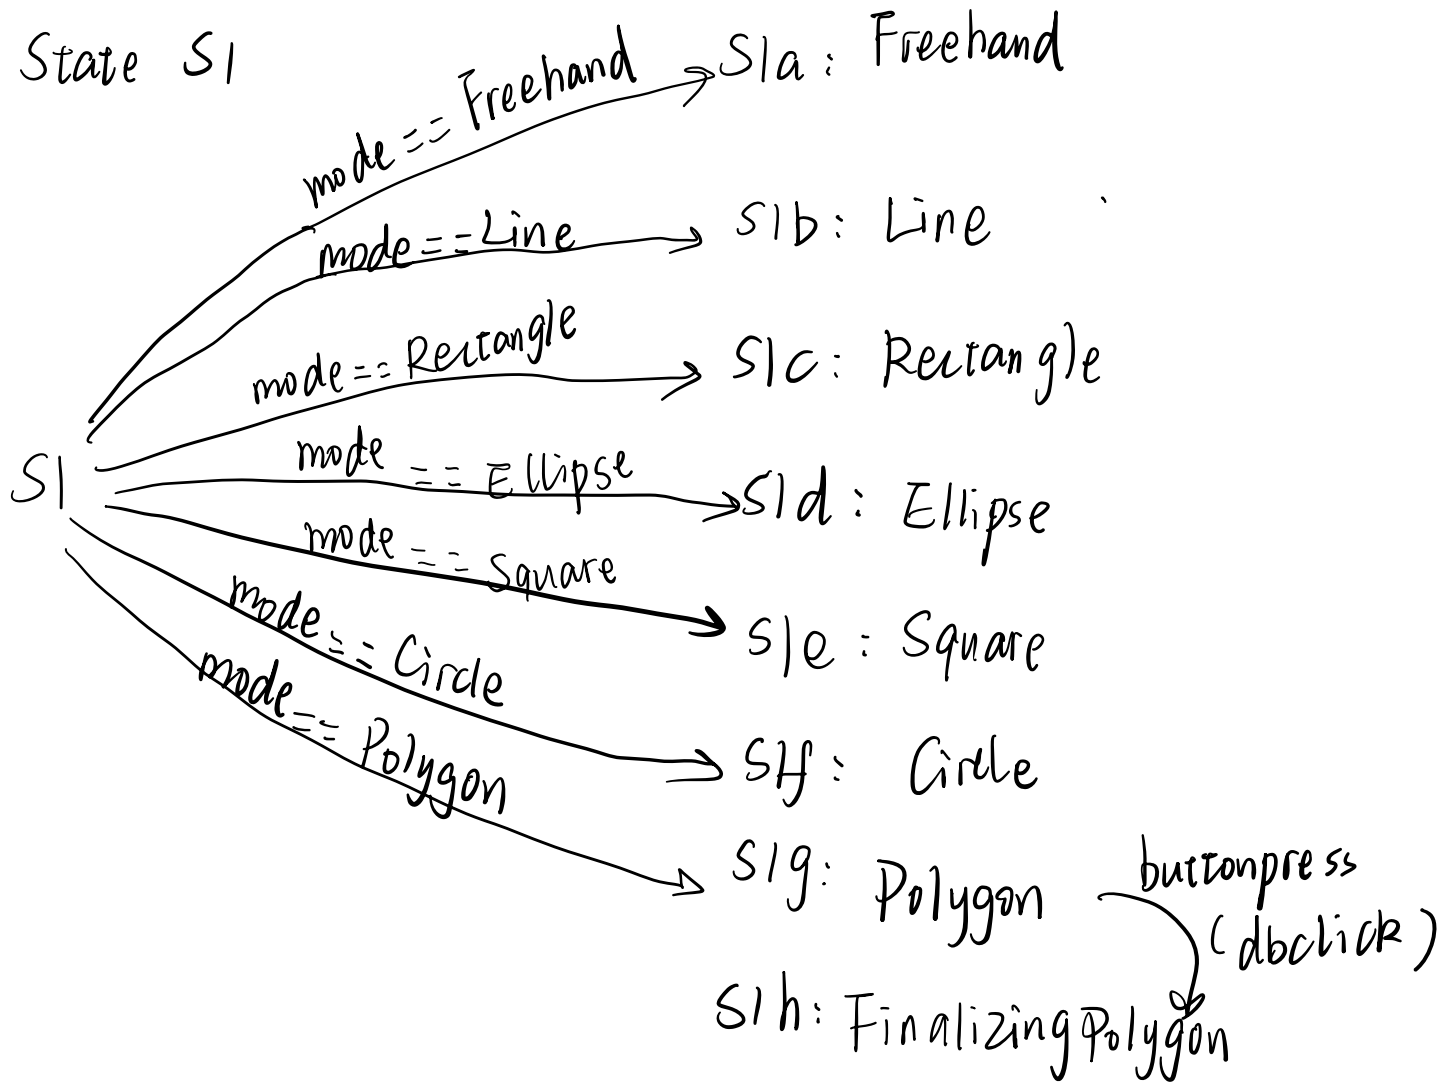 State S1
mode == Freehand
S1a : Freehand
mode == Line
S1b : Line
mode == Rectangle
S1c : Rectangle
S1
mode == Ellipse
S1d : Ellipse
mode == Square
S1e : Square
mode == Circle
S1f : Circle
mode == Polygon
S1g : Polygon
buttonpress
(dbclick)
S1h : FinalizingPolygon